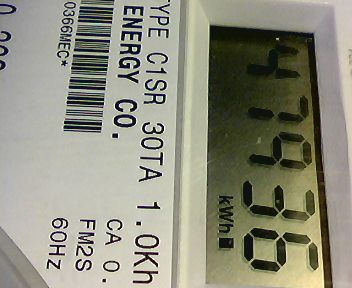 47936
kWh
TYPE C1SR 30TA 1.0Kh
ENERGY CO.
CA 0.
FM2S
60HZ
0366MEC*